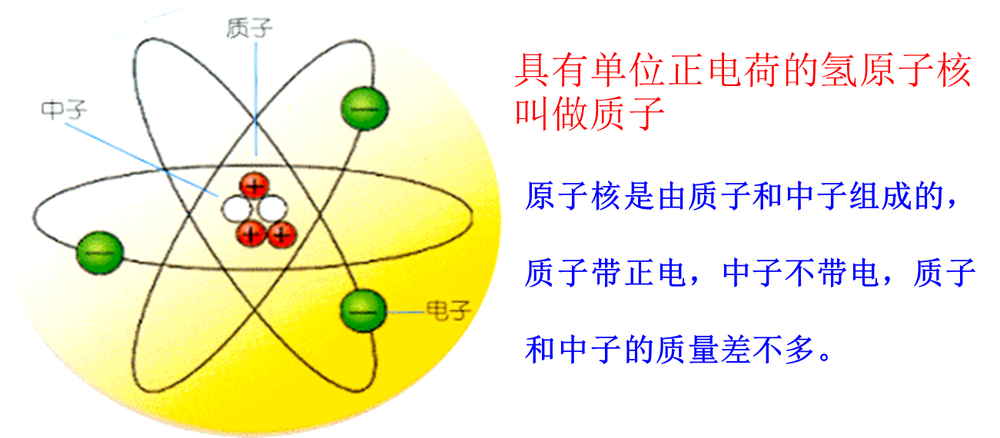 质子
中子
电子
具有单位正电荷的氢原子核
叫做质子
原子核是由质子和中子组成的，
质子带正电，中子不带电，质子
和中子的质量差不多。